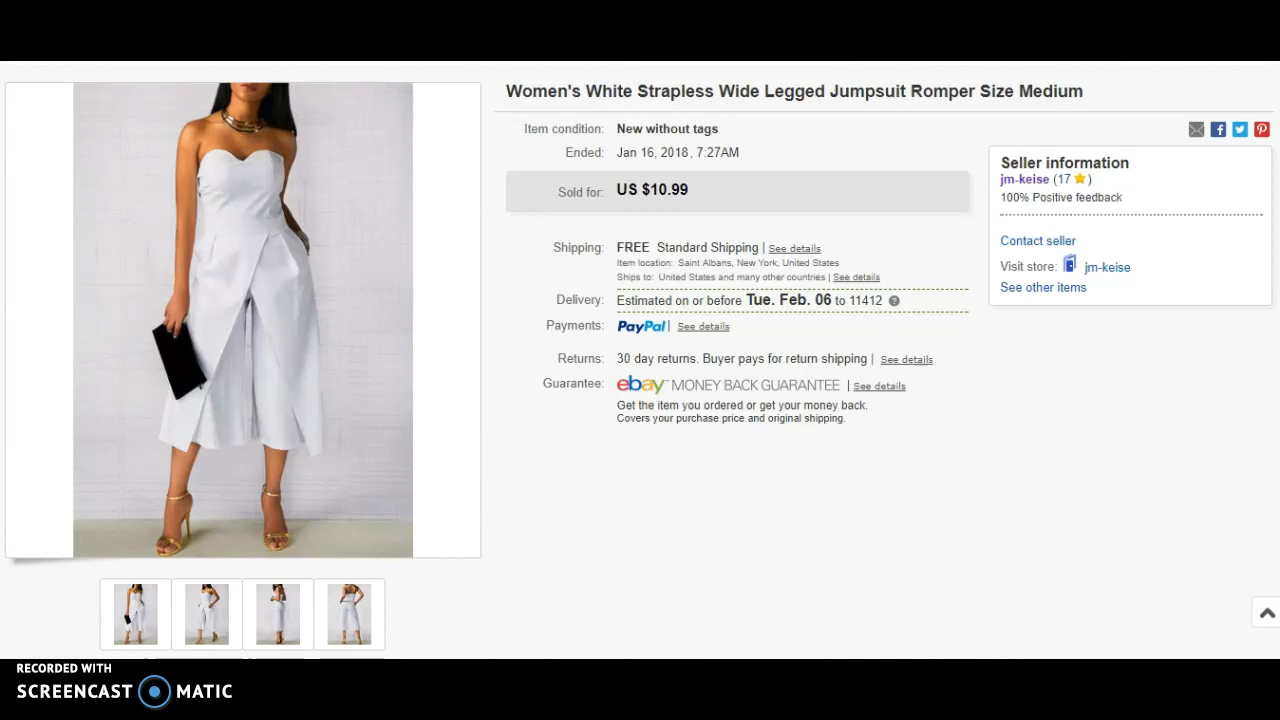 Women's White Strapless Wide Legged Jumpsuit Romper Size Medium
Item condition: New without tags
Ended: Jan 16, 2018, 7:27AM
Sold for: US $10.99
Shipping: FREE Standard Shipping | See details
Item location: Saint Albans, New York, United States
Ships to: United States and many other countries | See details
Delivery: Estimated on or before Tue. Feb. 06 to 11412 ?
Payments: PayPal | See details
Returns: 30 day returns. Buyer pays for return shipping | See details
Guarantee: ebay MONEY BACK GUARANTEE | See details
Get the item you ordered or get your money back.
Covers your purchase price and original shipping.
Seller information
jm-keise (17)
100% Positive feedback
Contact seller
Visit store: jm-keise
See other items
RECORDED WITH
SCREENCAST MATIC